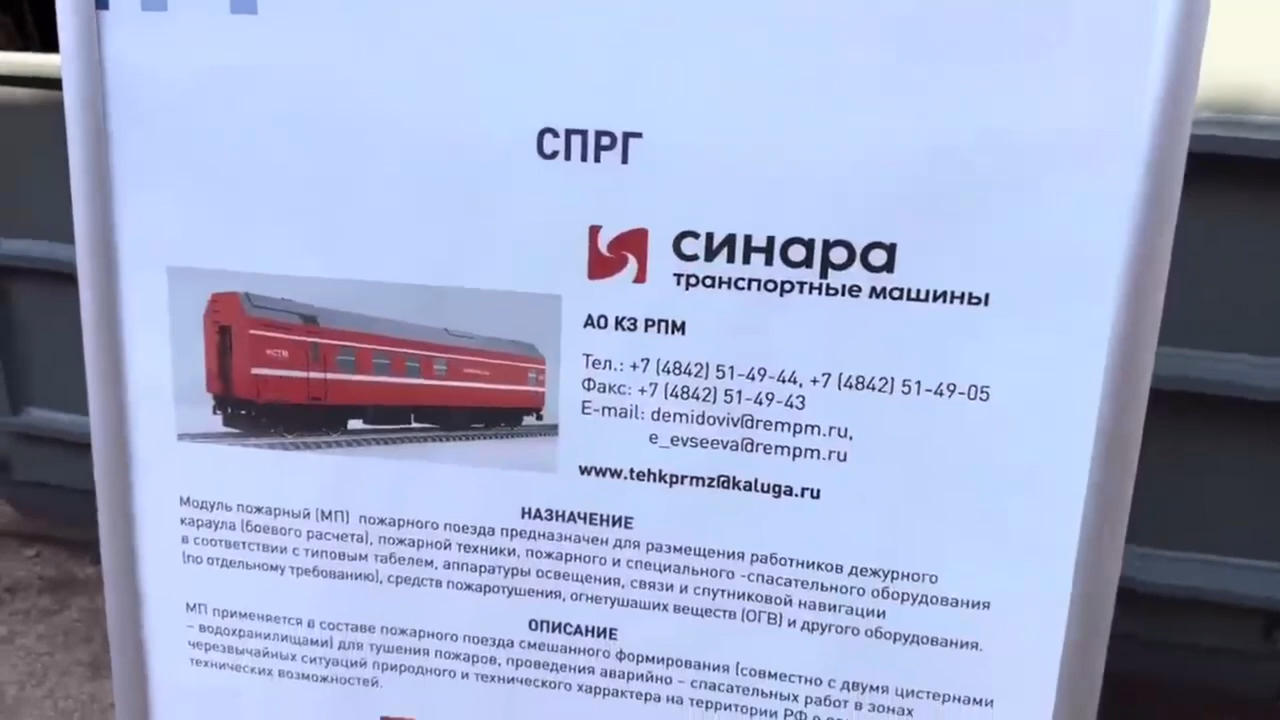 СПРГ
синара
транспортные машины
АО КЗ РПМ
Тел.: +7 (4842) 51-49-44, +7 (4842) 51-49-05
Факс: +7 (4842) 51-49-43
E-mail: demidoviv@rempm.ru,
e_evseeva@rempm.ru
www.tehkprmz@kaluga.ru
НАЗНАЧЕНИЕ
Модуль пожарный (МП) пожарного поезда предназначен для размещения работников дежурного
караула (боевого расчета), пожарной техники, пожарного и специального -спасательного оборудования
в соответствии с типовым табелем, аппаратуры освещения, связи и спутниковой навигации
(по отдельному требованию), средств пожаротушения, огнетушаших веществ (ОГВ) и другого оборудования.
ОПИСАНИЕ
МП применяется в составе пожарного поезда смешанного формирования (совместно с двумя цистернами
– водохранилищами) для тушения пожаров, проведения аварийно – спасательных работ в зонах
черезвычайных ситуаций природного и технического харрактера на территории РФ
технических возможностей.